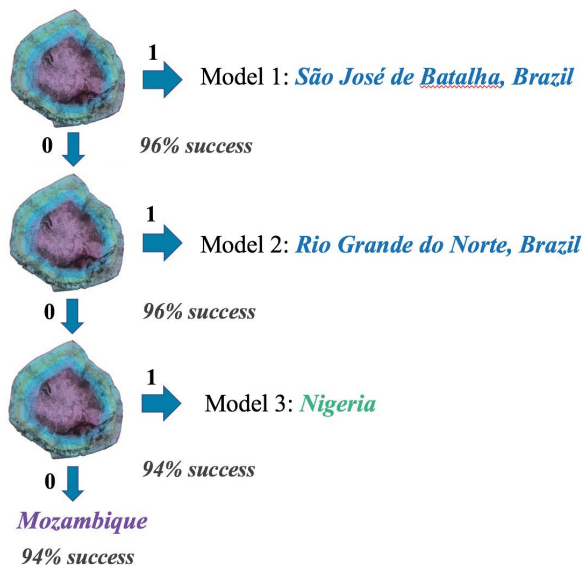 1
Model 1: São José de Batalha, Brazil
0
96% success
1
Model 2: Rio Grande do Norte, Brazil
0
96% success
1
Model 3: Nigeria
94% success
0
Mozambique
94% success